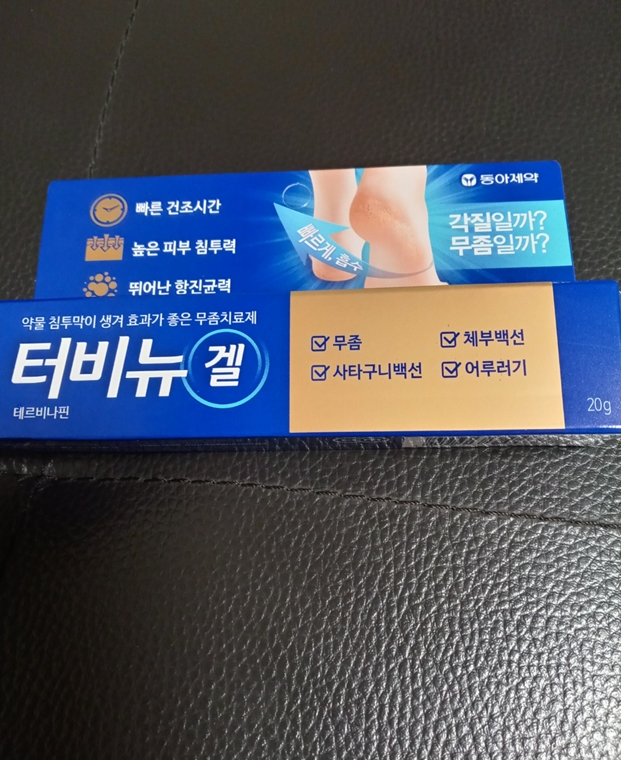 동아제약
빠른 건조시간
높은 피부 침투력
뛰어난 항진균력
빠르게, 흡수
각질일까?
무좀일까?
약물 침투막이 생겨 효과가 좋은 무좀치료제
터비뉴겔
테르비나핀
무좀
체부백선
사타구니백선
어루러기
20g